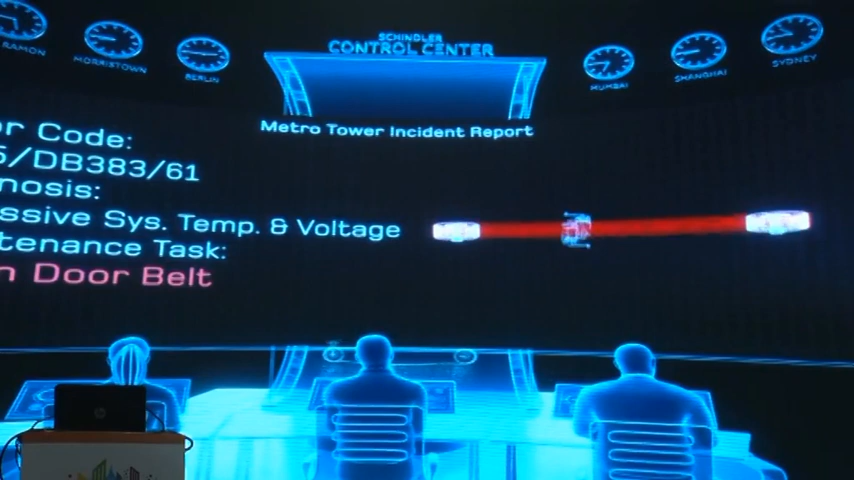 RAMON
MORRISTOWN
BERLIN
SCHINDLER
CONTROL CENTER
MUMBAI
SHANGHAI
SYDNEY
Metro Tower Incident Report
r Code:
5/DB383/61
nosis:
ssive Sys. Temp. & Voltage
tenance Task:
n Door Belt
hp